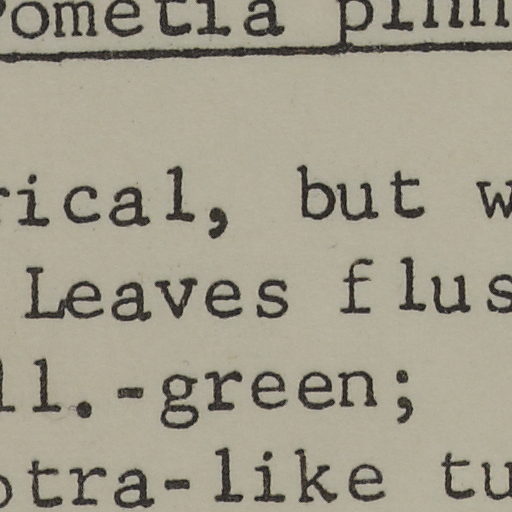 Pometia pinn
rical, but w
Leaves flus
ll.-green;
otra-like tu